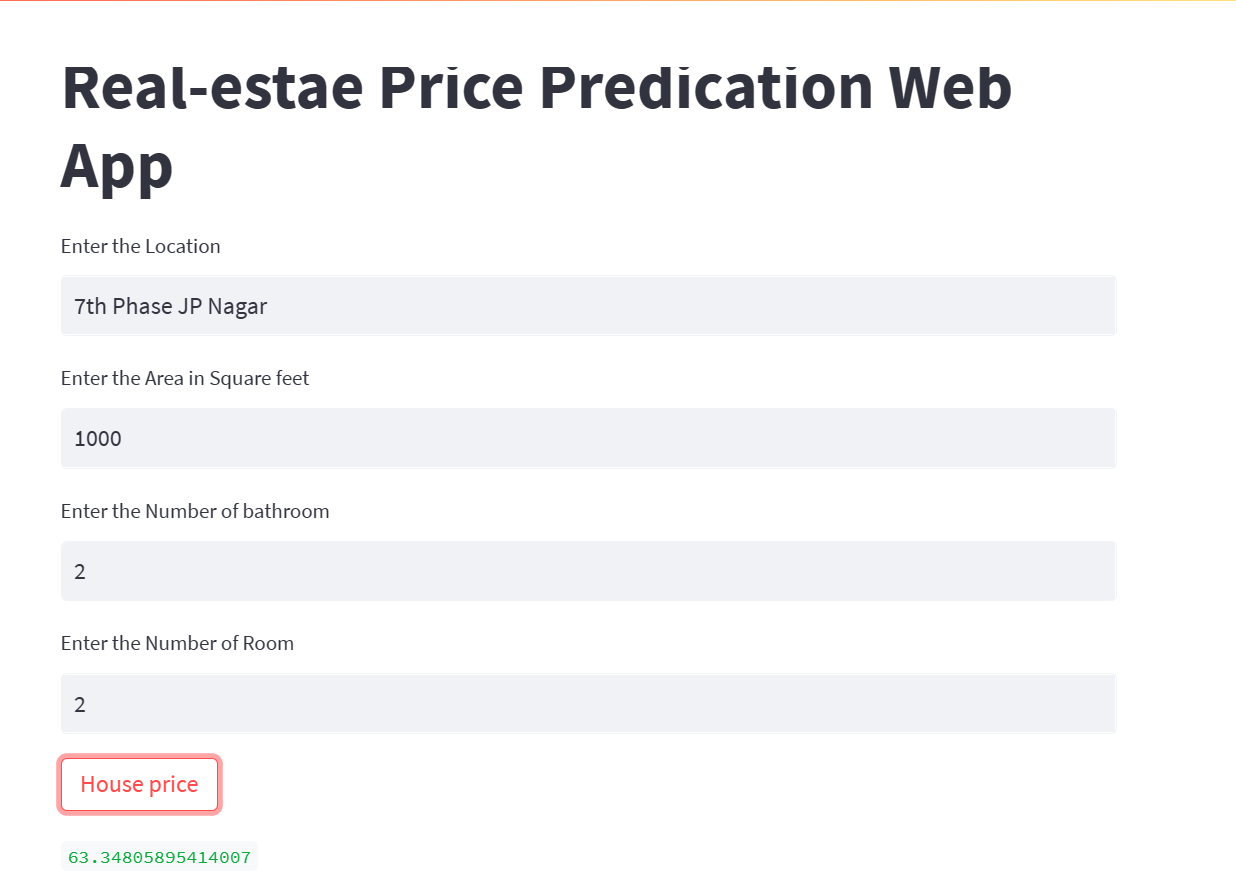 Real-estae Price Predication Web
App
Enter the Location
7th Phase JP Nagar
Enter the Area in Square feet
1000
Enter the Number of bathroom
2
Enter the Number of Room
2
House price
63.34805895414007